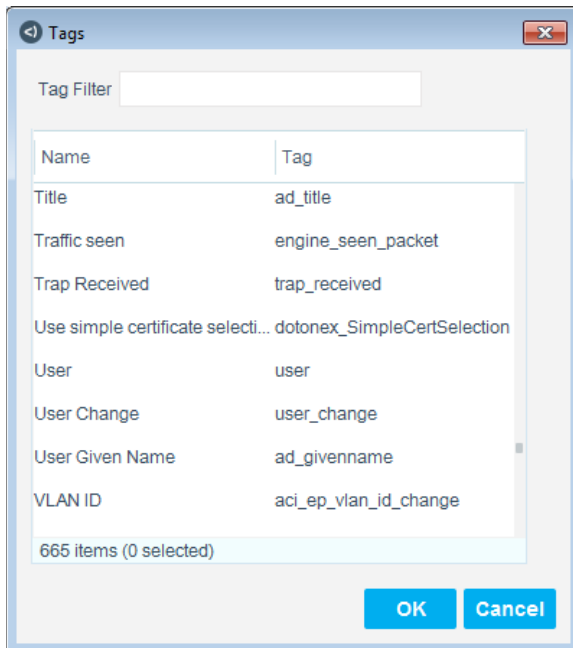 Tags
Tag Filter
Name Tag
Title ad_title
Traffic seen engine_seen_packet
Trap Received trap_received
Use simple certificate selecti... dotonex_SimpleCertSelection
User user
User Change user_change
User Given Name ad_givenname
VLAN ID aci_ep_vlan_id_change
665 items (0 selected)
OK Cancel